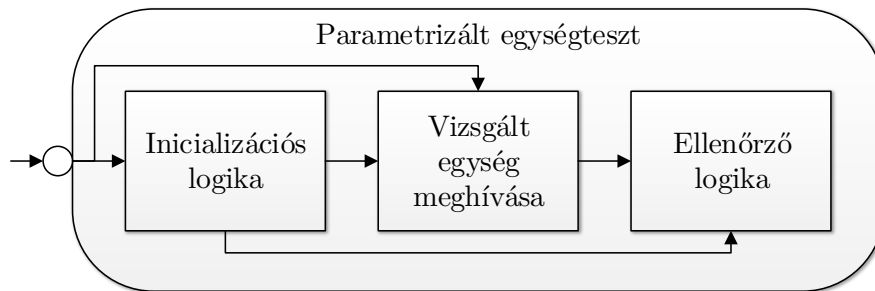 Parametrizált egységteszt
Inicializációs
logika
Vizsgált
egység
meghívása
Ellenőrző
logika